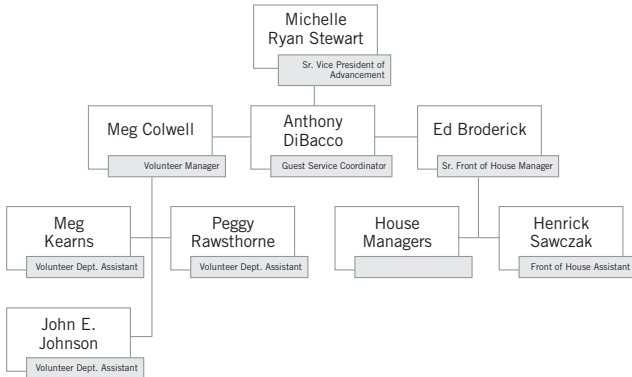 Michelle
Ryan Stewart
Sr. Vice President of
Advancement
Meg Colwell
Volunteer Manager
Anthony
DiBacco
Guest Service Coordinator
Ed Broderick
Sr. Front of House Manager
Meg
Kearns
Volunteer Dept. Assistant
Peggy
Rawsthorne
Volunteer Dept. Assistant
House
Managers
Henrick
Sawczak
Front of House Assistant
John E.
Johnson
Volunteer Dept. Assistant